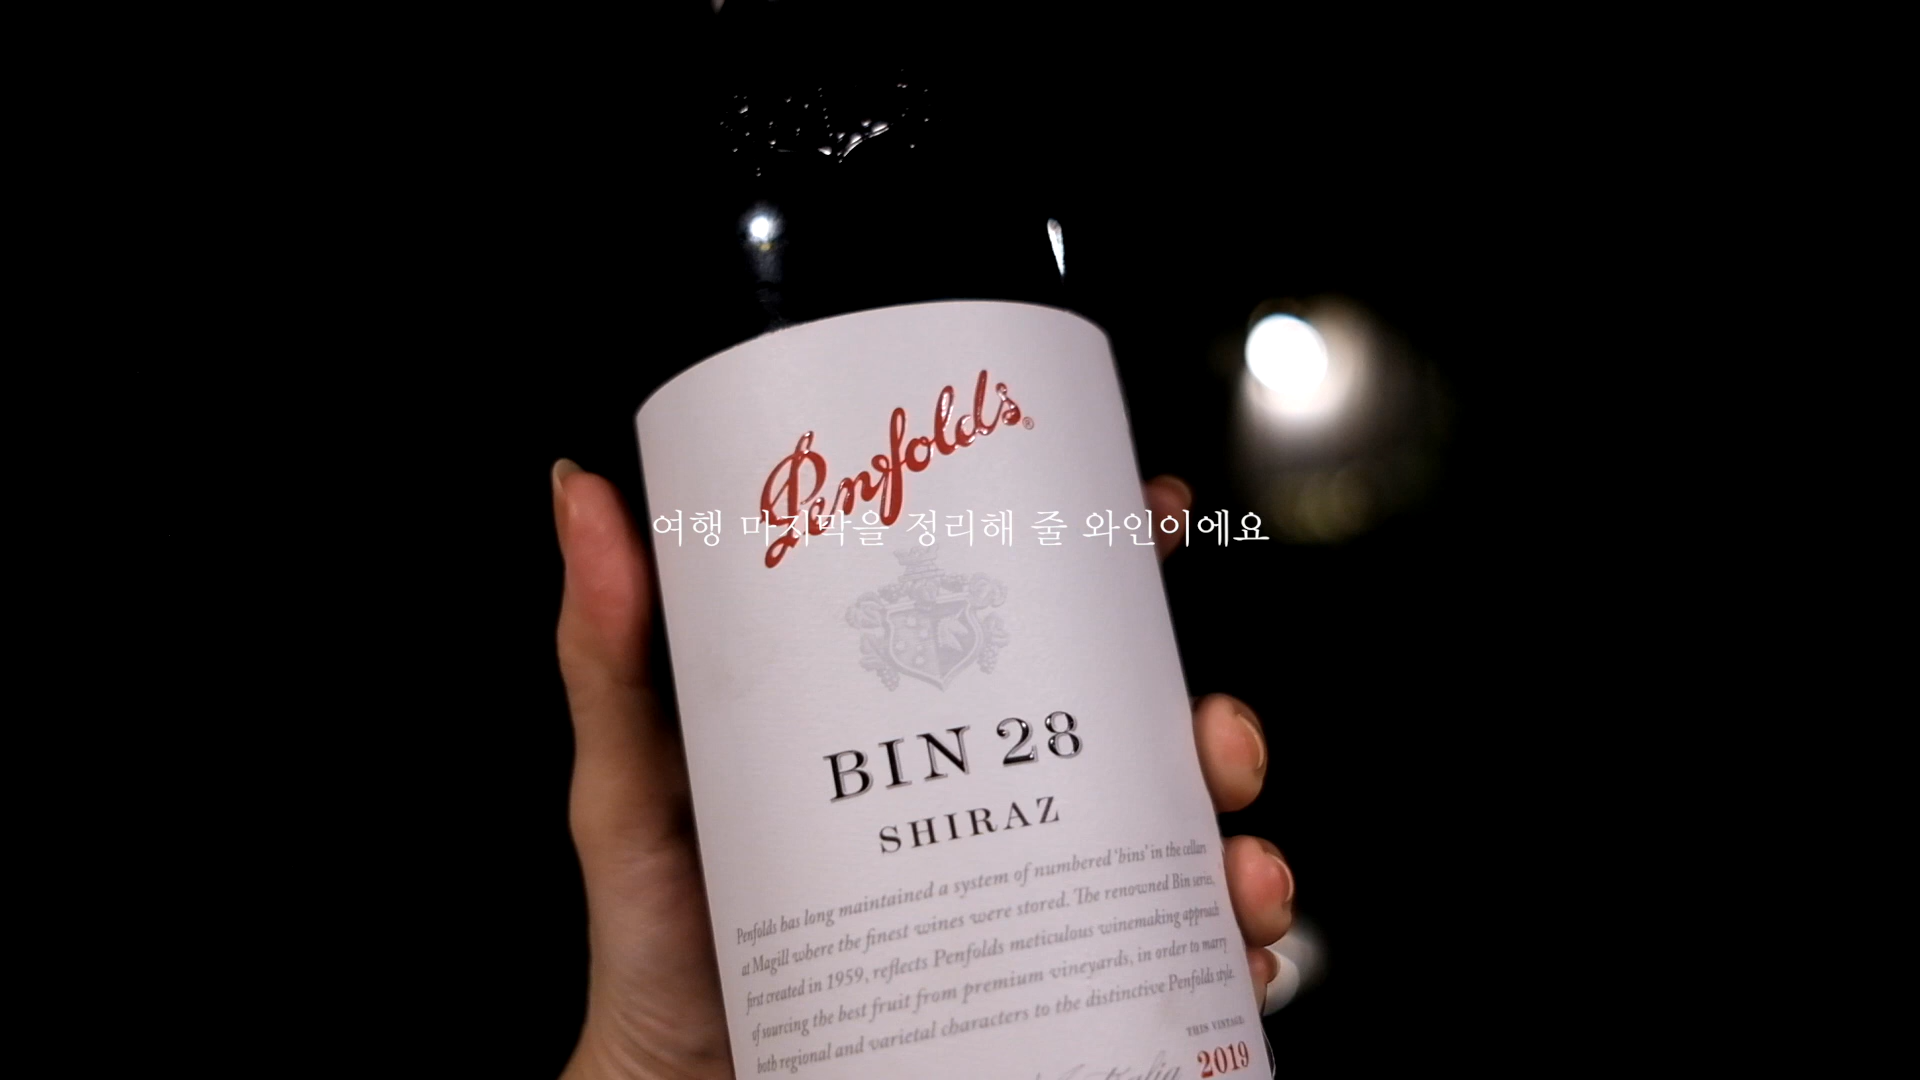 Penfolds®
여행 마지막을 정리해 줄 와인이에요
BIN 28
SHIRAZ
Penfolds has long maintained a system of numbered 'bins' in the cellars
at Magill where the finest wines were stored. The renowned Bin series,
first created in 1959, reflects Penfolds meticulous winemaking approach
of sourcing the best fruit from premium vineyards, in order to marry
both regional and varietal characters to the distinctive Penfolds style.
THIS VINTAGE
2019